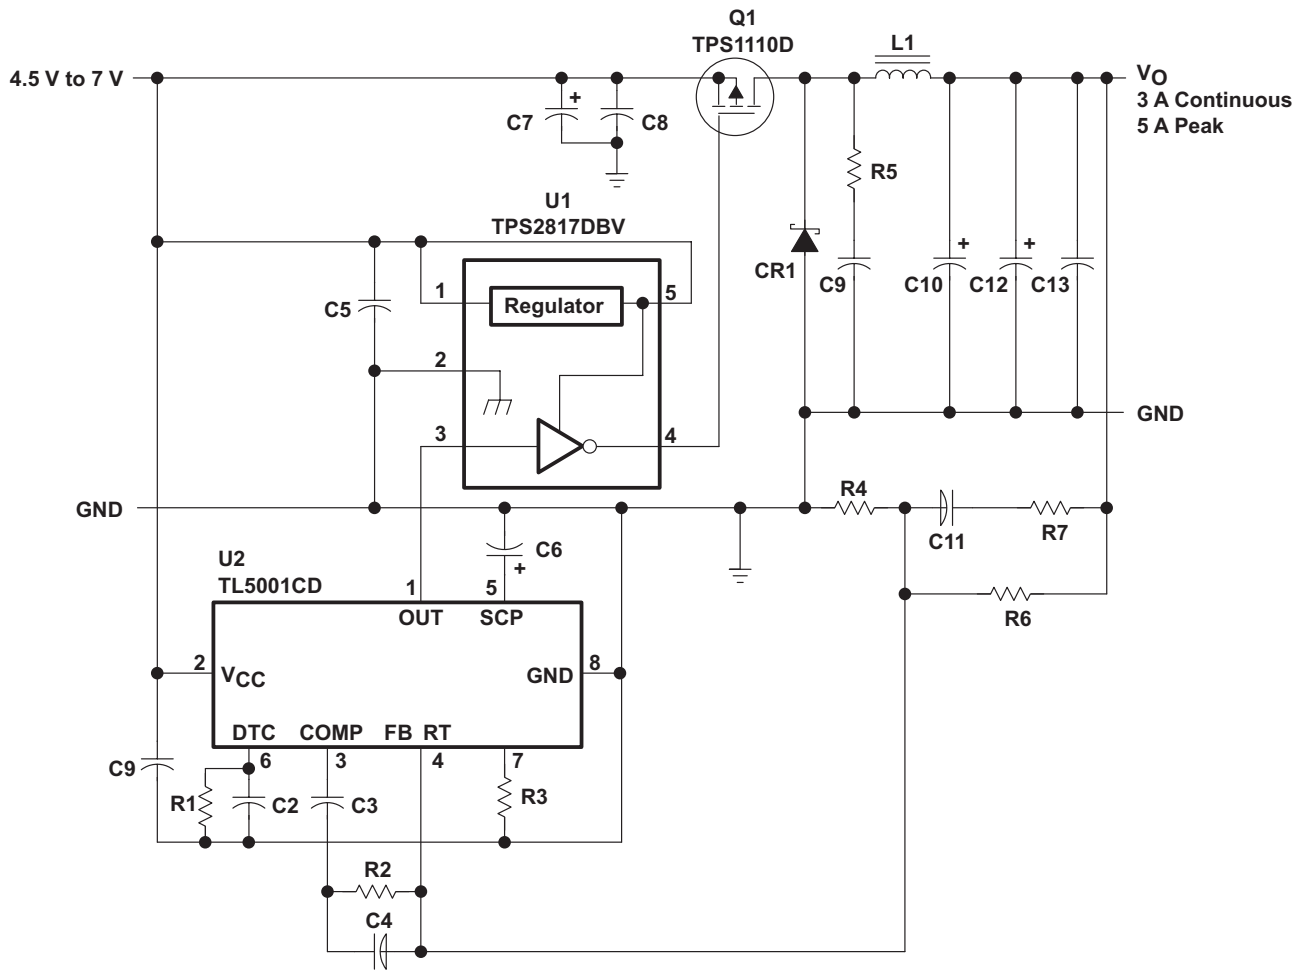 Q1
TPS1110D
L1
4.5 V to 7 V
VO
3 A Continuous
5 A Peak
+
C7
C8
R5
U1
TPS2817DBV
CR1
C9
+
C10
+
C12
C13
C5
1
Regulator
5
2
3
4
GND
GND
R4
C11
R7
R6
C6
+
U2
TL5001CD
1
5
OUT
SCP
2
VCC
GND
8
DTC
COMP
FB
RT
6
3
4
7
C9
R1
C2
C3
R3
R2
C4